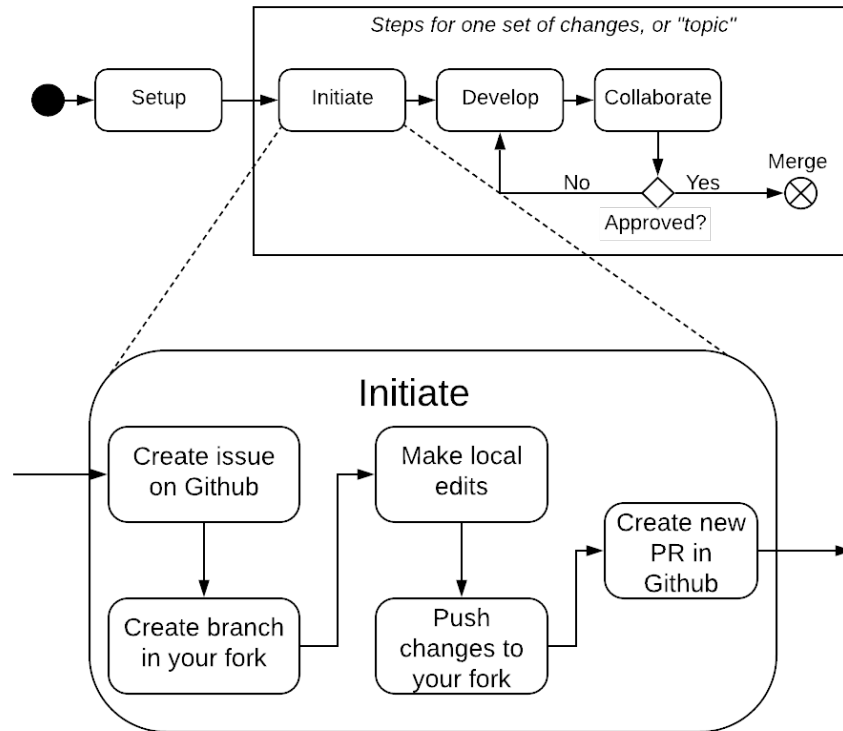 Steps for one set of changes, or "topic"
Setup
Initiate
Develop
Collaborate
Merge
No
Yes
Approved?
Initiate
Create issue
on Github
Make local
edits
Create new
PR in
Github
Create branch
in your fork
Push
changes to
your fork